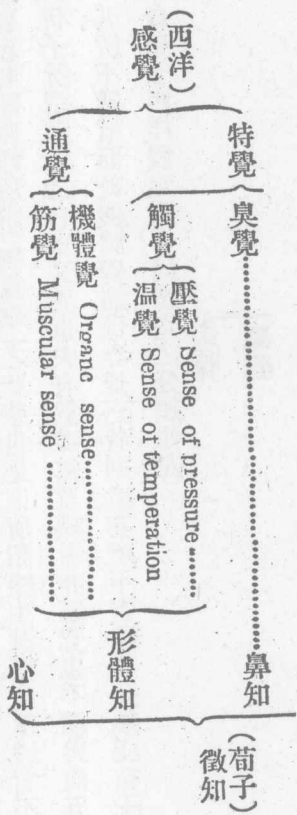 （西洋）
感覺
特覺
通覺
臭覺
觸覺
壓覺 Sense of pressure
温覺 Sense of temperation
機體覺 Organc sense
筋覺 Muscular sense
鼻知
形體知
心知
（荀子）
徵知